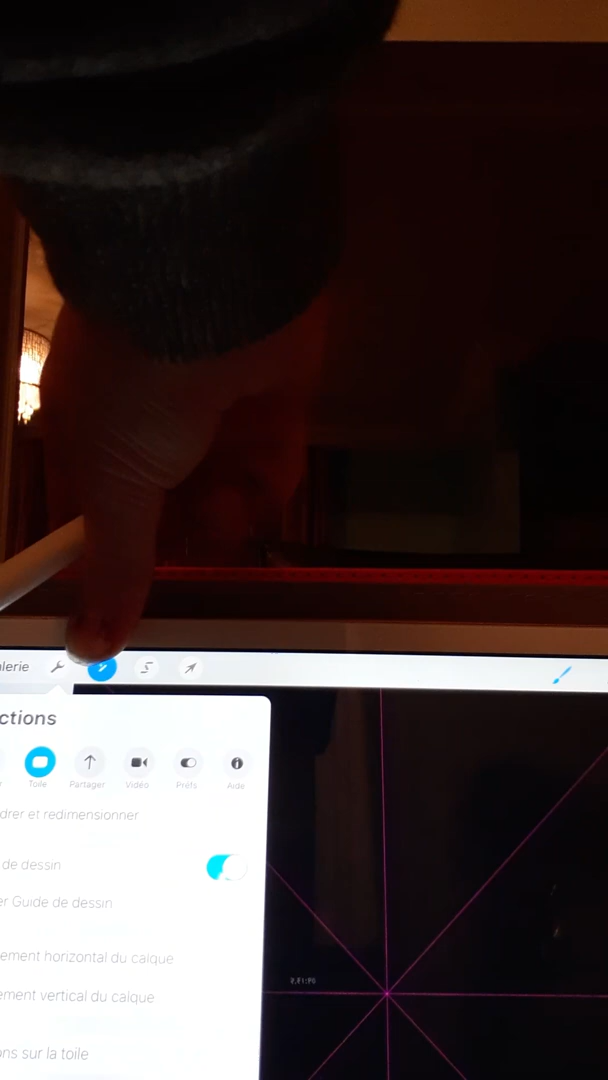 lerie
ctions
r Toile Partager Vidéo Préfs Aide
drer et redimensionner
de dessin
er Guide de dessin
ement horizontal du calque
ement vertical du calque
ons sur la toile